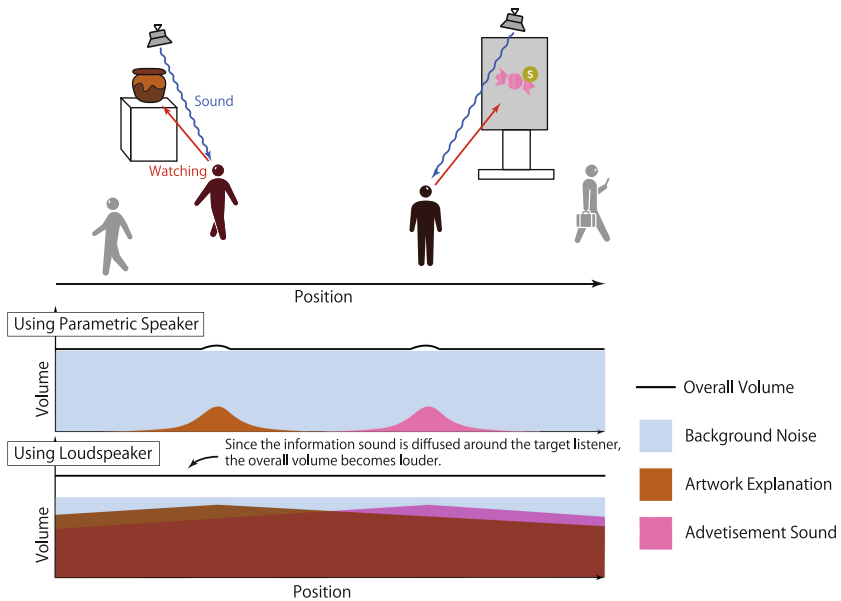 S
Sound
Watching
Position
Using Parametric Speaker
Volume
Overall Volume
Background Noise
Using Loudspeaker
Since the information sound is diffused around the target listener,
the overall volume becomes louder.
Artwork Explanation
Volume
Advetisement Sound
Position